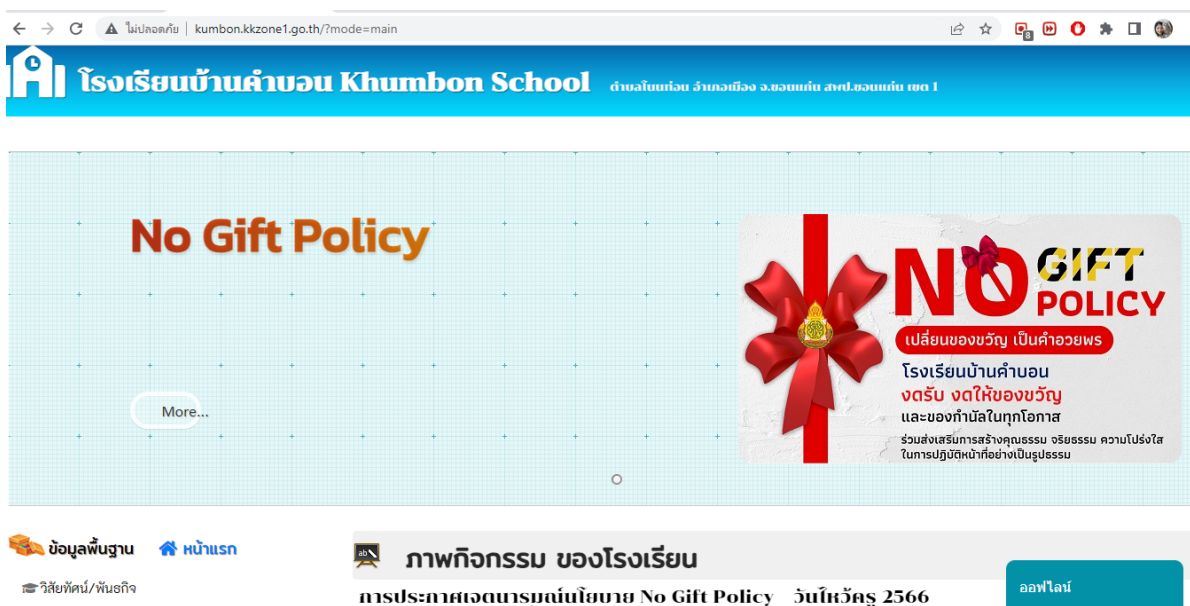 ไม่ปลอดภัย kumbon.kkzone1.go.th/?mode=main
8
โรงเรียนบ้านคำบอน Khumbon School ตำบลโนนท่อน อำเภอเมือง จ.ขอนแก่น สพป.ขอนแก่น เขต 1
No Gift Policy
NO GIFT
POLICY
เปลี่ยนของขวัญ เป็นคำอวยพร
โรงเรียนบ้านคำบอน
งดรับ งดให้ของขวัญ
และของกำนัลในทุกโอกาส
ร่วมส่งเสริมการสร้างคุณธรรม จริยธรรม ความโปร่งใส
ในการปฏิบัติหน้าที่อย่างเป็นรูปธรรม
More...
ข้อมูลพื้นฐาน หน้าแรก
วิสัยทัศน์/พันธกิจ
ภาพกิจกรรม ของโรงเรียน
การประกาศเจตนารมณ์นโยบาย No Gift Policy วันไหว้ครู 2566
ออฟไลน์